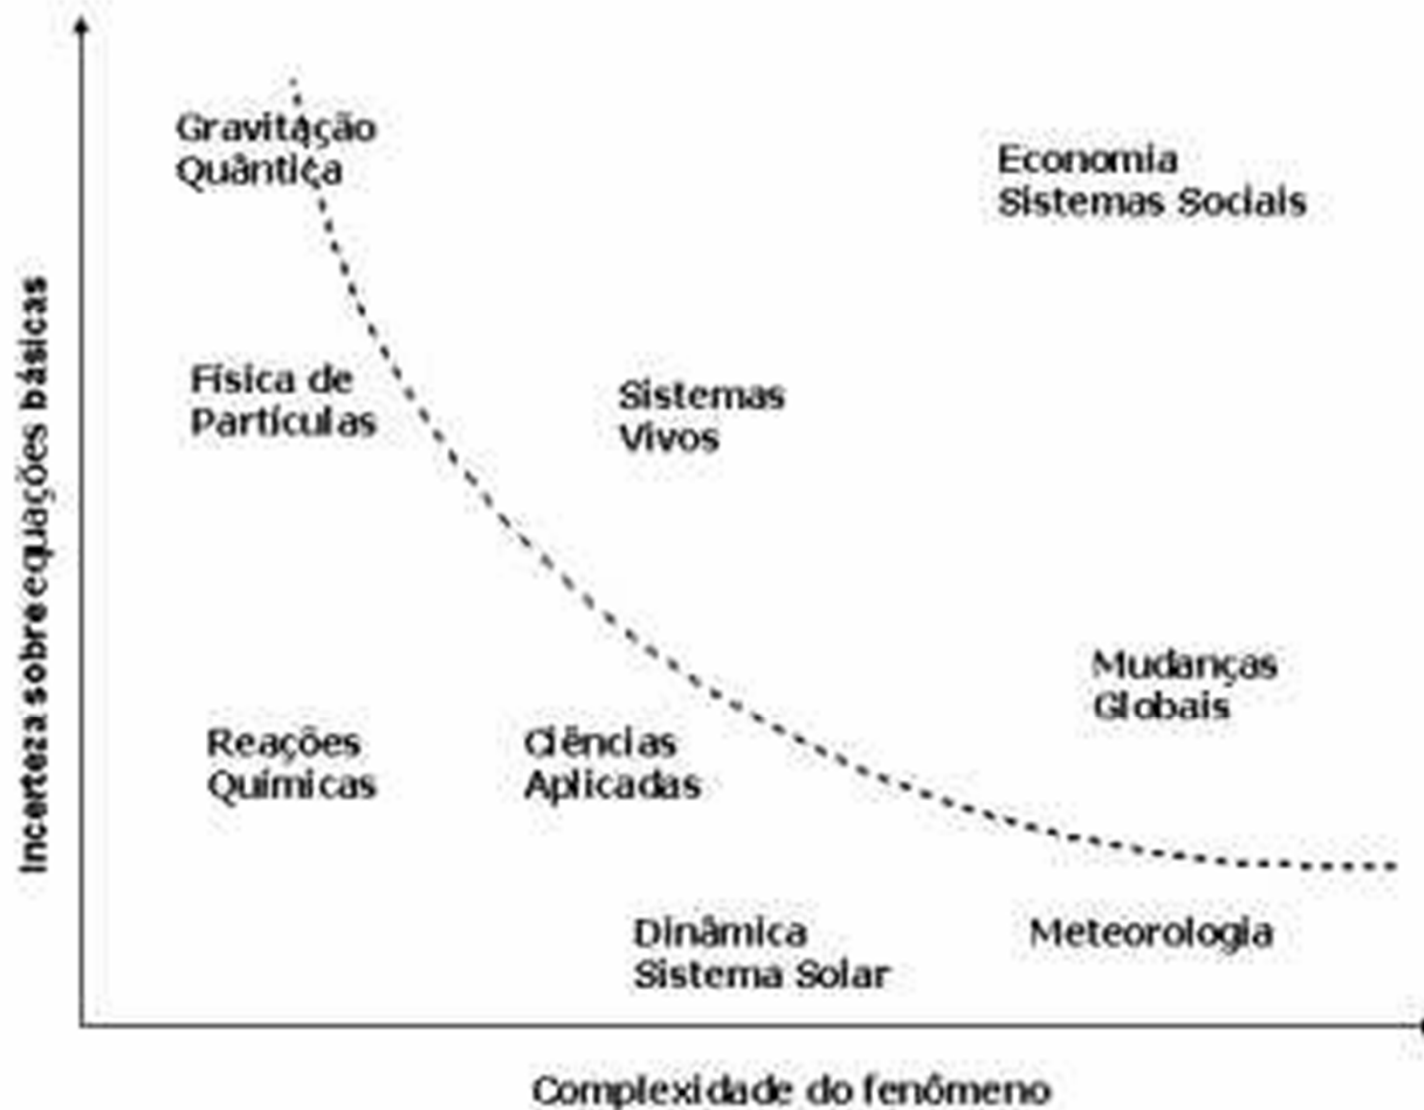 Gravitação
Quântica
Economia
Sistemas Sociais
Física de
Partículas
Sistemas
Vivos
Mudanças
Globais
Reações
Químicas
Ciências
Aplicadas
Dinâmica
Sistema Solar
Meteorologia
Incerteza sobre equações básicas
Complexidade do fenômeno